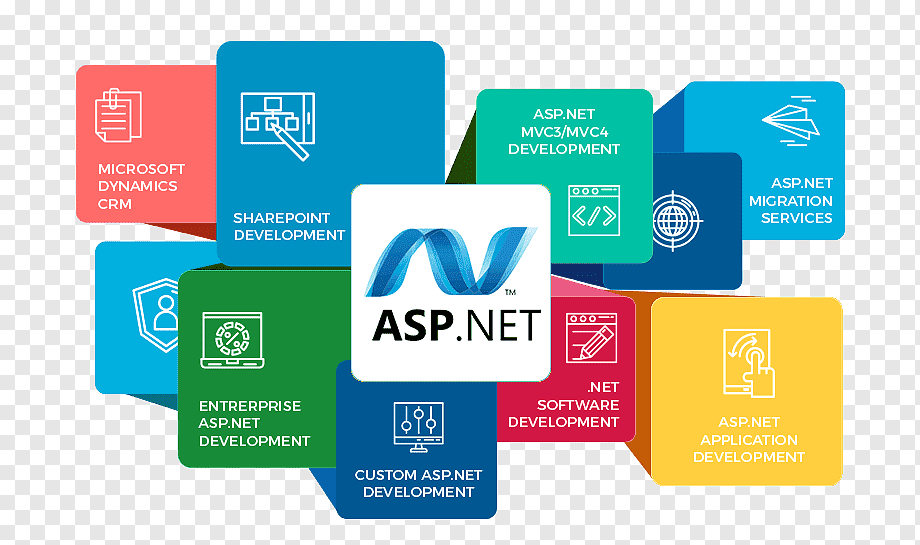 MICROSOFT
DYNAMICS
CRM
SHAREPOINT
DEVELOPMENT
ASP.NET
MVC3/MVC4
DEVELOPMENT
ASP.NET
MIGRATION
SERVICES
TM
ASP.NET
ENTRERPRISE
ASP.NET
DEVELOPMENT
CUSTOM ASP.NET
DEVELOPMENT
.NET
SOFTWARE
DEVELOPMENT
ASP.NET
APPLICATION
DEVELOPMENT